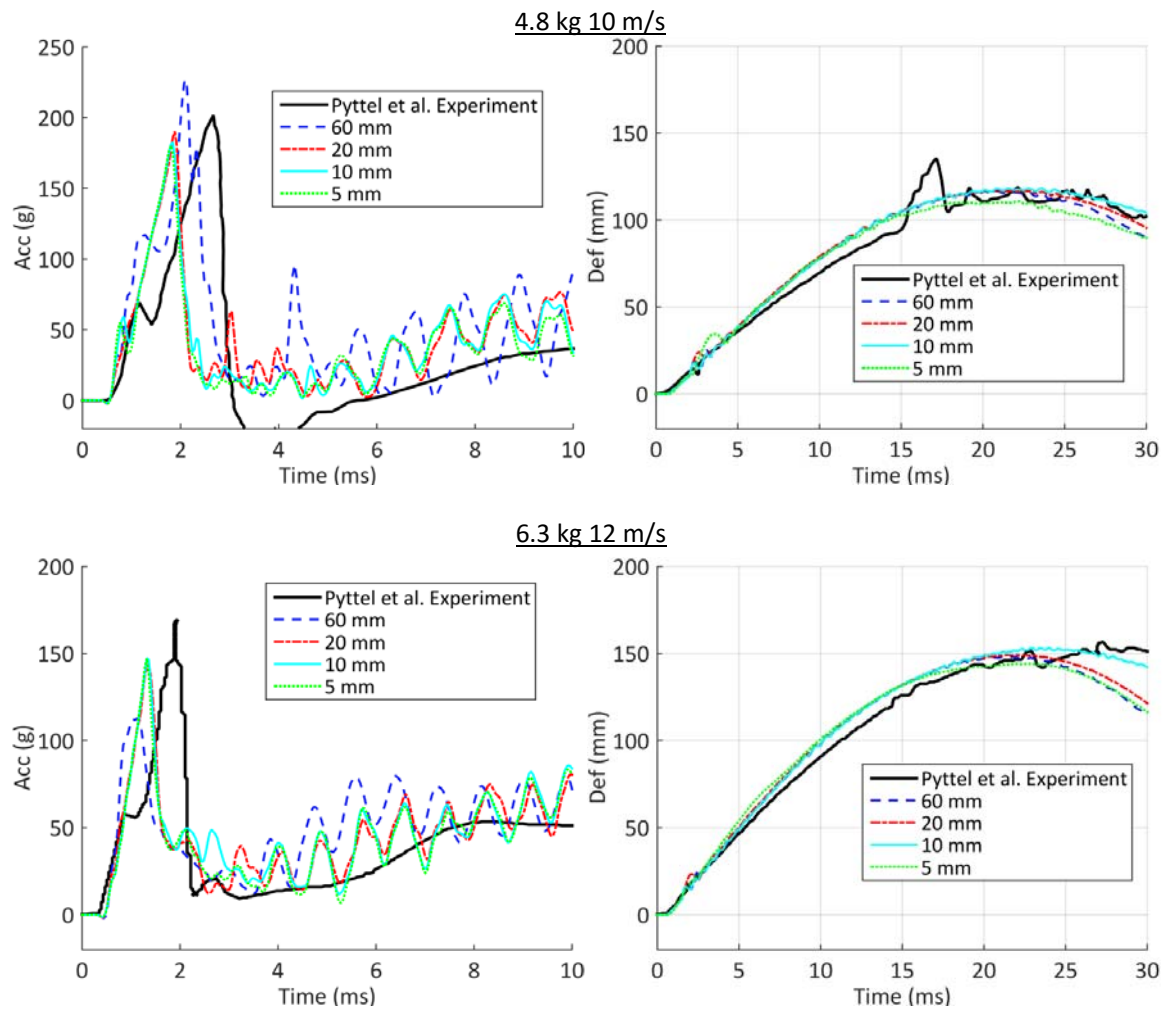 4.8 kg 10 m/s
250
200
150
100
50
0
Acc (g)
Pyttel et al. Experiment
60 mm
20 mm
10 mm
5 mm
0 2 4 6 8 10
Time (ms)
200
150
100
50
0
Def (mm)
Pyttel et al. Experiment
60 mm
20 mm
10 mm
5 mm
0 5 10 15 20 25 30
Time (ms)
6.3 kg 12 m/s
200
150
100
50
0
Acc (g)
Pyttel et al. Experiment
60 mm
20 mm
10 mm
5 mm
0 2 4 6 8 10
Time (ms)
200
150
100
50
0
Def (mm)
Pyttel et al. Experiment
60 mm
20 mm
10 mm
5 mm
0 5 10 15 20 25 30
Time (ms)